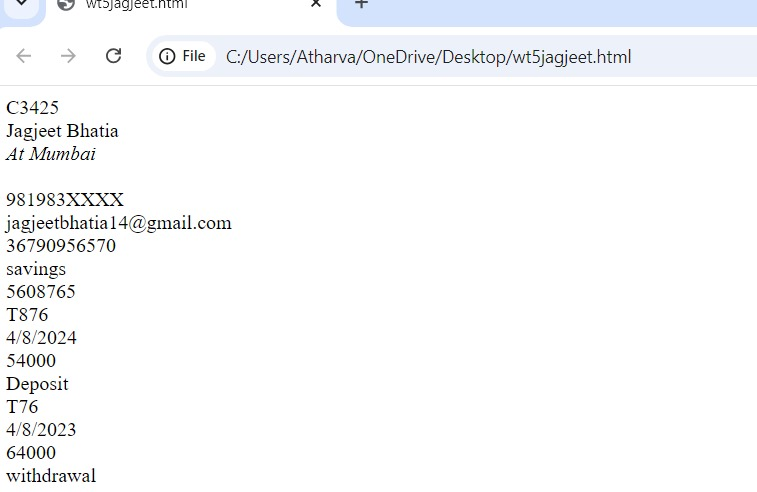 wt5jagjeet.html
File C:/Users/Atharva/OneDrive/Desktop/wt5jagjeet.html
C3425
Jagjeet Bhatia
At Mumbai
981983XXXX
jagjeetbhatia14@gmail.com
36790956570
savings
5608765
T876
4/8/2024
54000
Deposit
T76
4/8/2023
64000
withdrawal